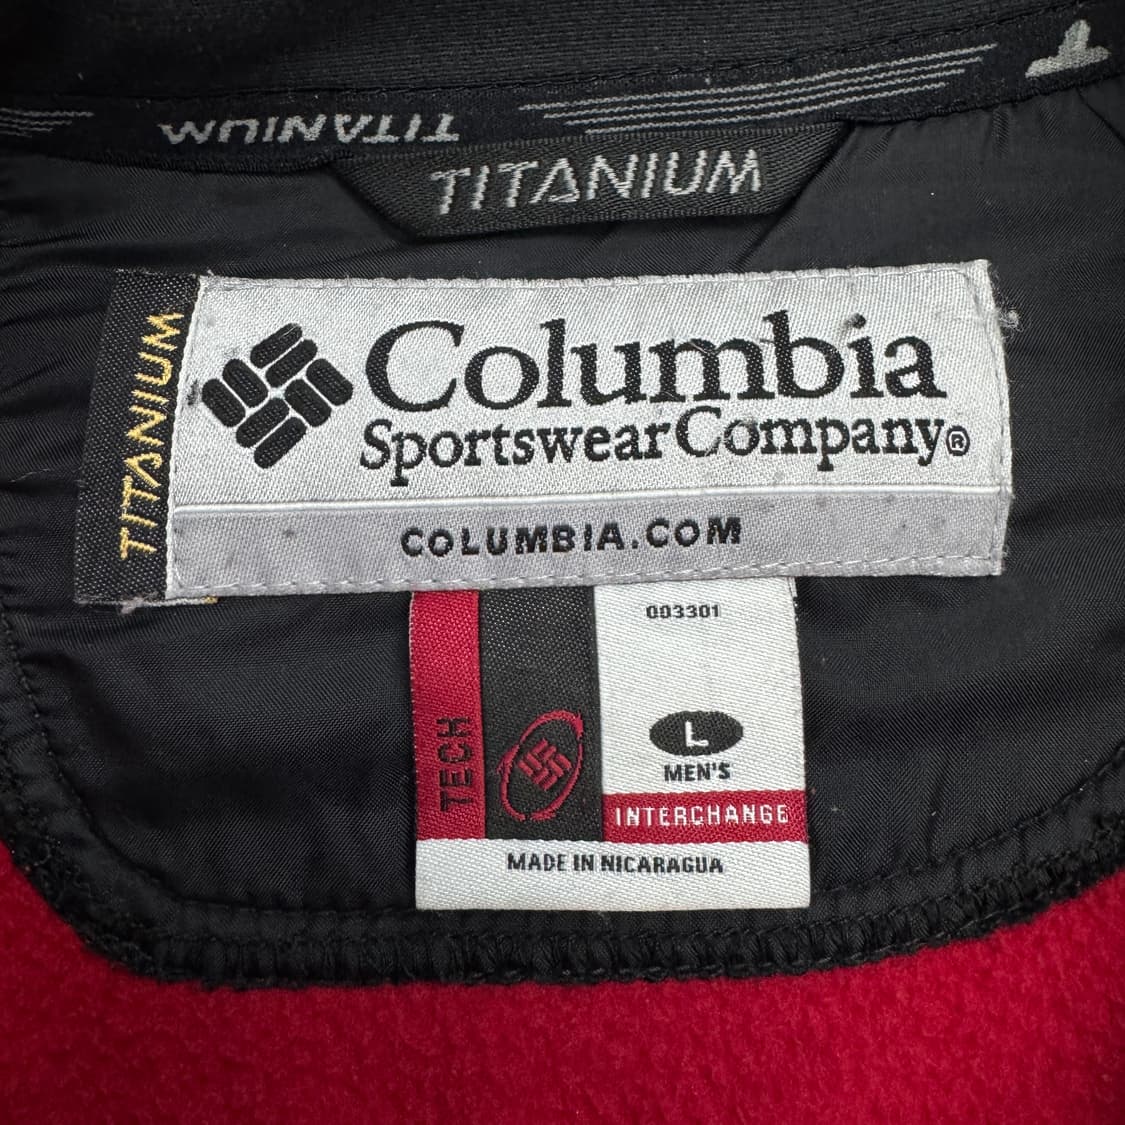 TITANIUM
TITANIUM
TITANIUM
Columbia
Sportswear Company®
COLUMBIA.COM
003301
TECH
L
MEN'S
INTERCHANGE
MADE IN NICARAGUA